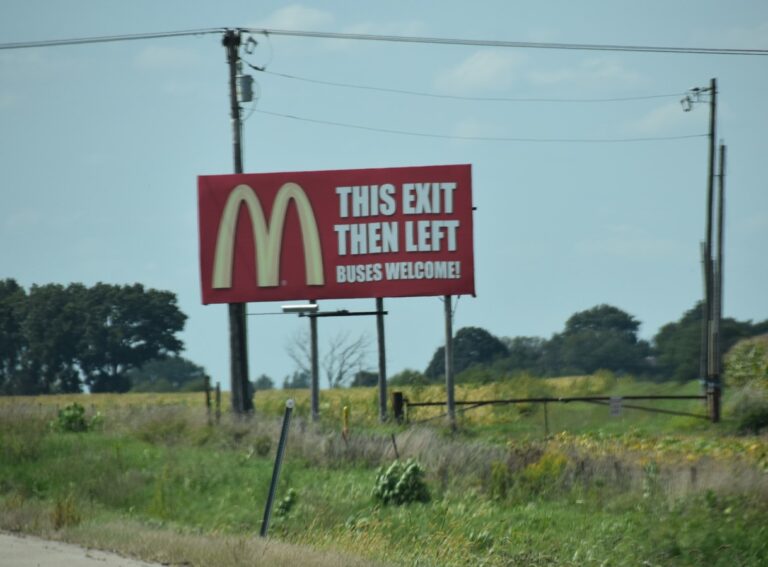 THIS EXIT
THEN LEFT
BUSES WELCOME!